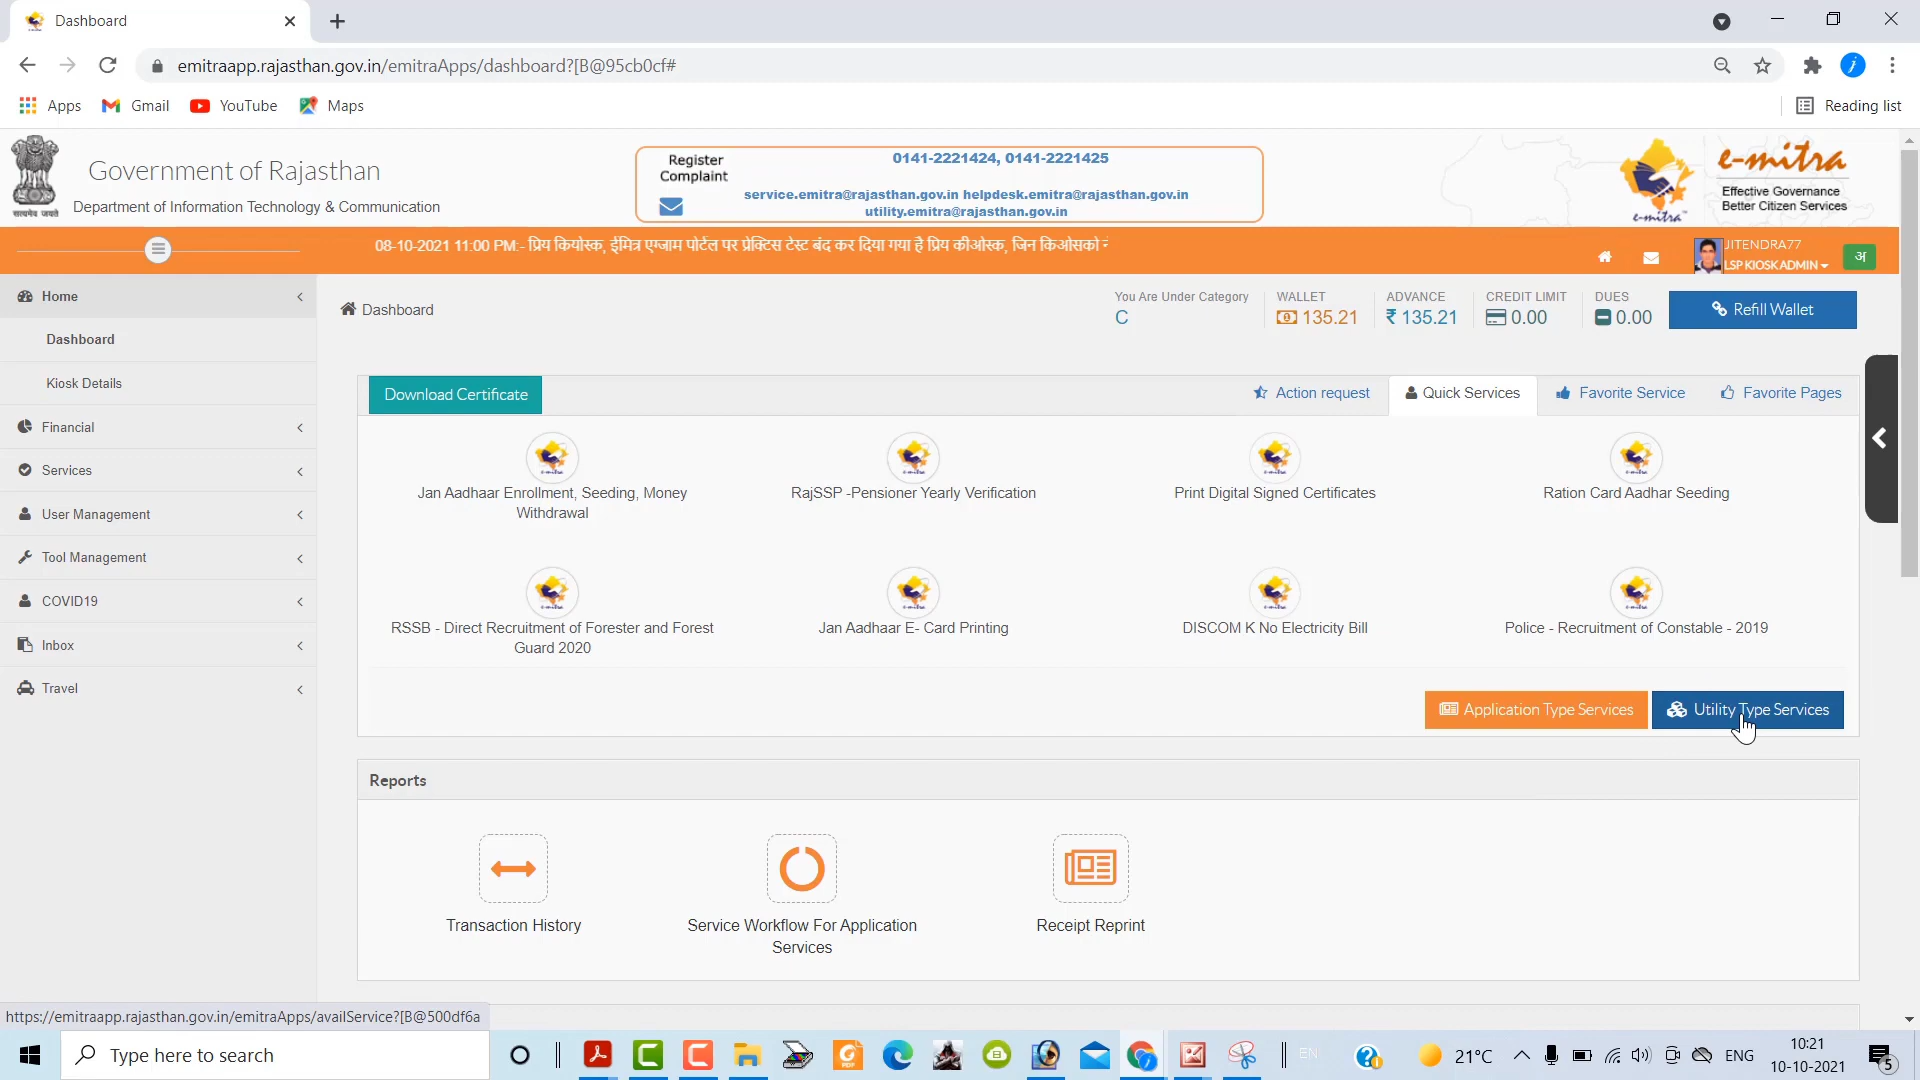 Dashboard
emitraapp.rajasthan.gov.in/emitraApps/dashboard?[B@95cb0cf#
Apps Gmail YouTube Maps Reading list
Government of Rajasthan
Department of Information Technology & Communication
सत्यमेव जयते
Register
Complaint
0141-2221424, 0141-2221425
service.emitra@rajasthan.gov.in helpdesk.emitra@rajasthan.gov.in
utility.emitra@rajasthan.gov.in
e-mitra
e-mitra
Effective Governance
Better Citizen Services
08-10-2021 11:00 PM:- प्रिय कियोस्क, ईमित्र एग्जाम पोर्टल पर प्रेक्टिस टेस्ट बंद कर दिया गया है प्रिय कीओस्क, जिन किओसको
JITENDRA77
LSP KIOSKADMIN
अ
Home
Dashboard
Kiosk Details
Financial
Services
User Management
Tool Management
COVID19
Inbox
Travel
Dashboard
You Are Under Category WALLET ADVANCE CREDIT LIMIT DUES
C 135.21 ₹ 135.21 0.00 0.00
Refill Wallet
Download Certificate
Action request Quick Services Favorite Service Favorite Pages
Jan Aadhaar Enrollment, Seeding, Money
Withdrawal
RajSSP -Pensioner Yearly Verification
Print Digital Signed Certificates
Ration Card Aadhar Seeding
RSSB - Direct Recruitment of Forester and Forest
Guard 2020
Jan Aadhaar E- Card Printing
DISCOM K No Electricity Bill
Police - Recruitment of Constable - 2019
Application Type Services Utility Type Services
Reports
Transaction History
Service Workflow For Application
Services
Receipt Reprint
https://emitraapp.rajasthan.gov.in/emitraApps/availService?[B@500df6a
Type here to search
EN
21°C
ENG
10:21
10-10-2021
5